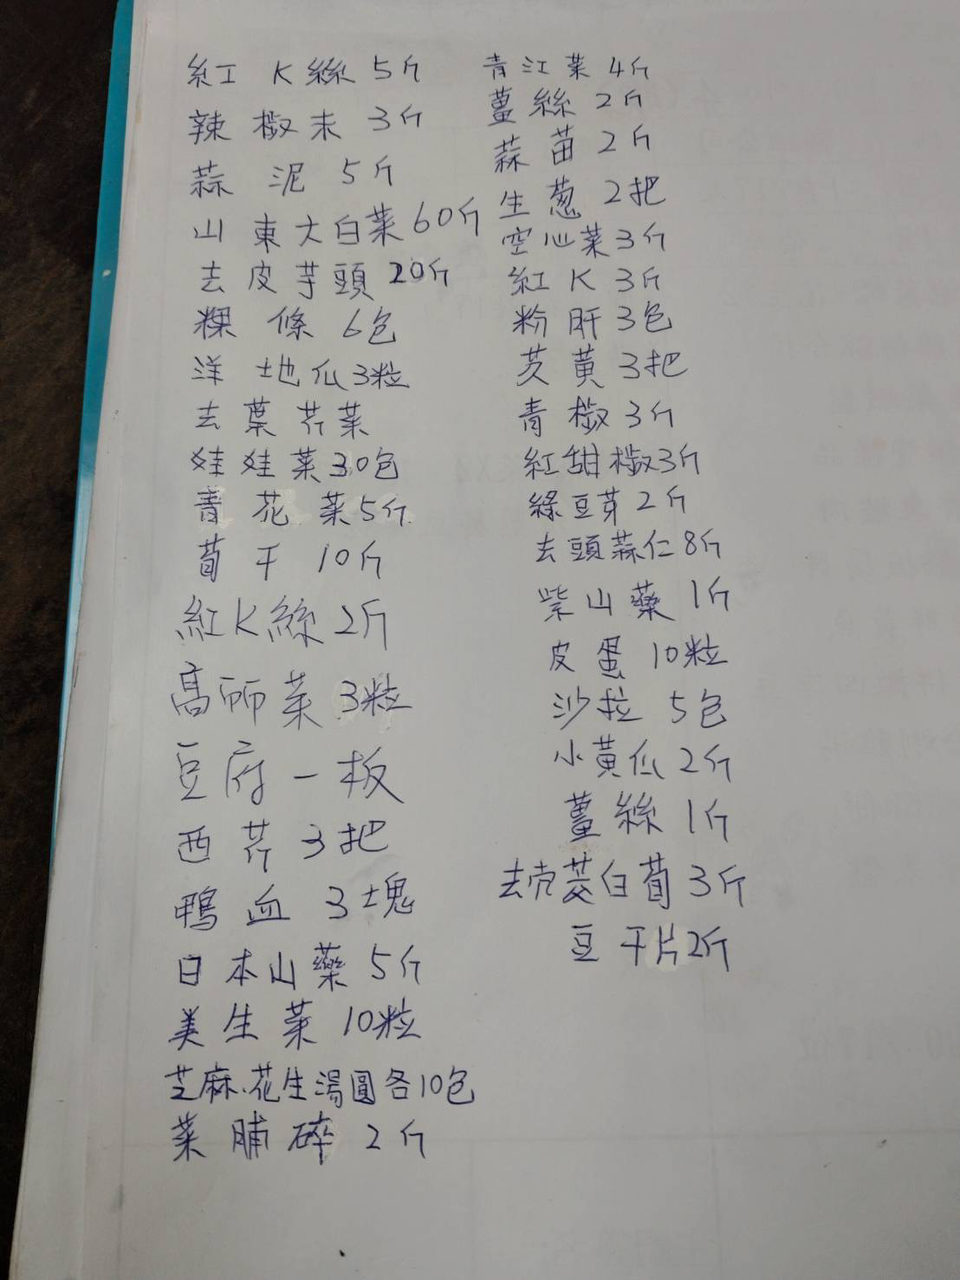 紅K絲 5斤
辣椒末 3斤
蒜泥 5斤
山東大白菜 60斤
去皮芋頭 20斤
粿條 6包
洋地瓜 3粒
去葉芹菜
娃娃菜 30包
青花菜 5斤
筍干 10斤
紅K絲 2斤
高麗菜 3粒
豆腐一板
西芹 3把
鴨血 3塊
日本山藥 5斤
美生菜 10粒
芝麻.花生湯圓各10包
菜脯碎 2斤
青江菜 4斤
薑絲 2斤
蒜苗 2斤
生蔥 2把
空心菜 3斤
紅K 3斤
粉肝 3包
韭黃 3把
青椒 3斤
紅甜椒 3斤
綠豆芽 2斤
去頭蒜仁 8斤
紫山藥 1斤
皮蛋 10粒
沙拉 5包
小黃瓜 2斤
薑絲 1斤
去壳茭白筍 3斤
豆干片 2斤